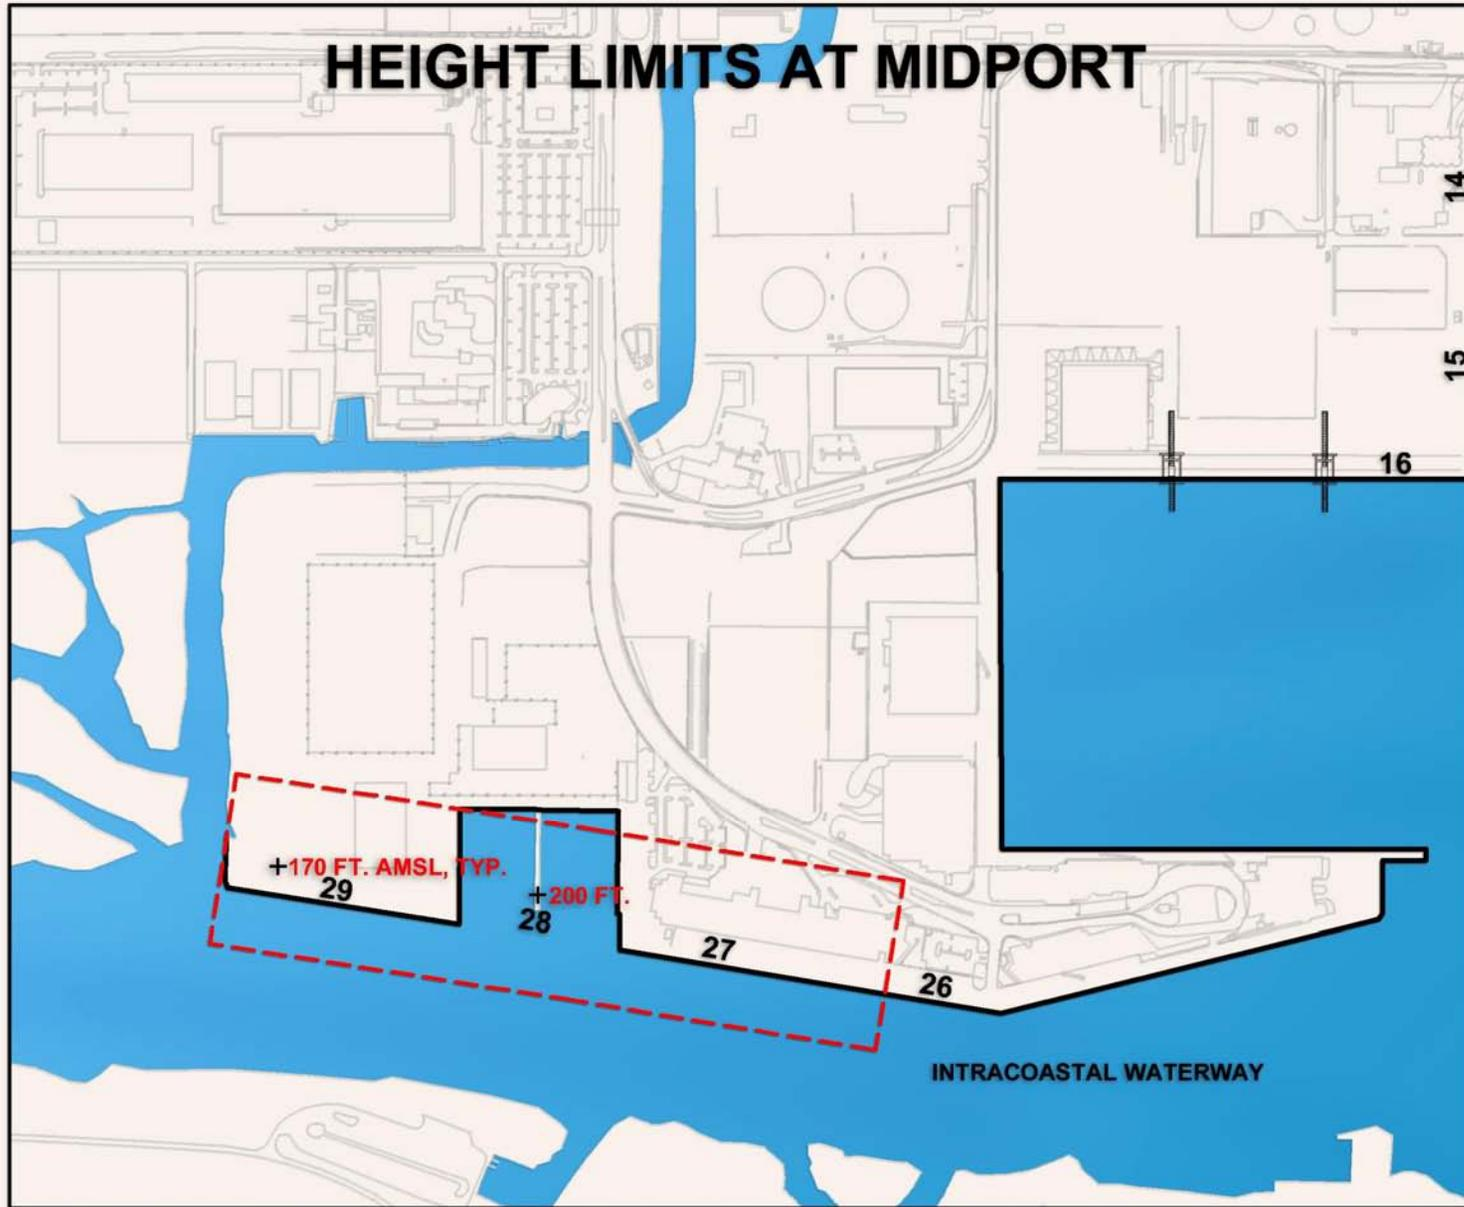 HEIGHT LIMITS AT MIDPORT
14
15
16
+170 FT. AMSL, TYP.
29
+200 FT.
28
27
26
INTRACOASTAL WATERWAY